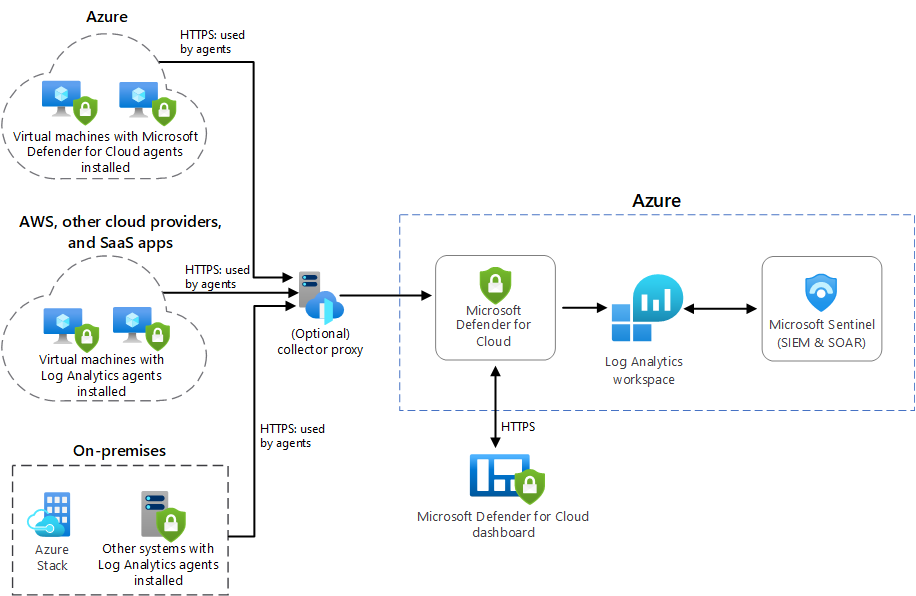 Azure
HTTPS: used
by agents
Virtual machines with Microsoft
Defender for Cloud agents
installed
AWS, other cloud providers,
and SaaS apps
HTTPS: used
by agents
Virtual machines with
Log Analytics agents
installed
(Optional)
collector proxy
On-premises
HTTPS: used
by agents
Azure
Stack
Other systems with
Log Analytics agents
installed
Azure
Microsoft
Defender for
Cloud
Log Analytics
workspace
Microsoft Sentinel
(SIEM & SOAR)
HTTPS
Microsoft Defender for Cloud
dashboard